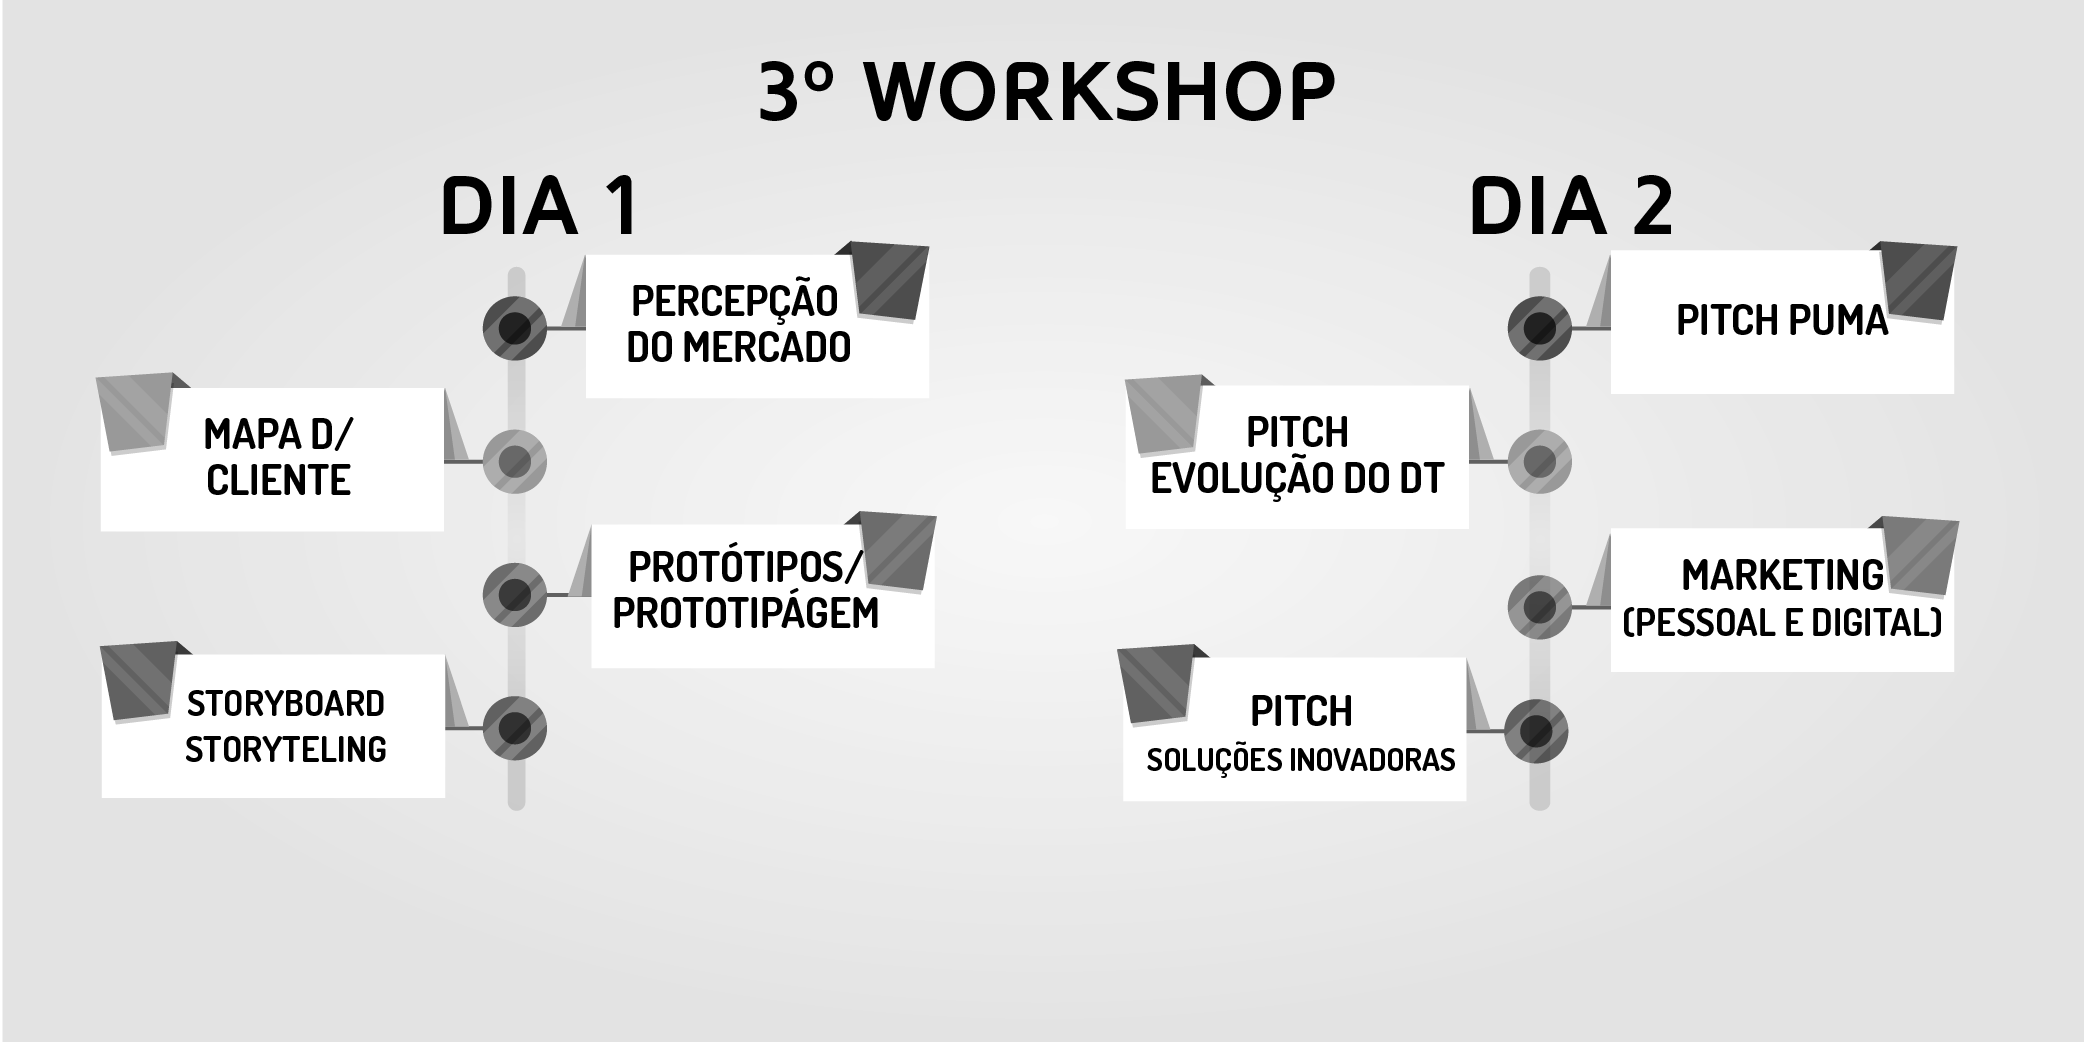 3º WORKSHOP
DIA 1
PERCEPÇÃO
DO MERCADO
MAPA D/
CLIENTE
PROTÓTIPOS/
PROTOTIPÁGEM
STORYBOARD
STORYTELING
DIA 2
PITCH PUMA
PITCH
EVOLUÇÃO DO DT
MARKETING
(PESSOAL E DIGITAL)
PITCH
SOLUÇÕES INOVADORAS